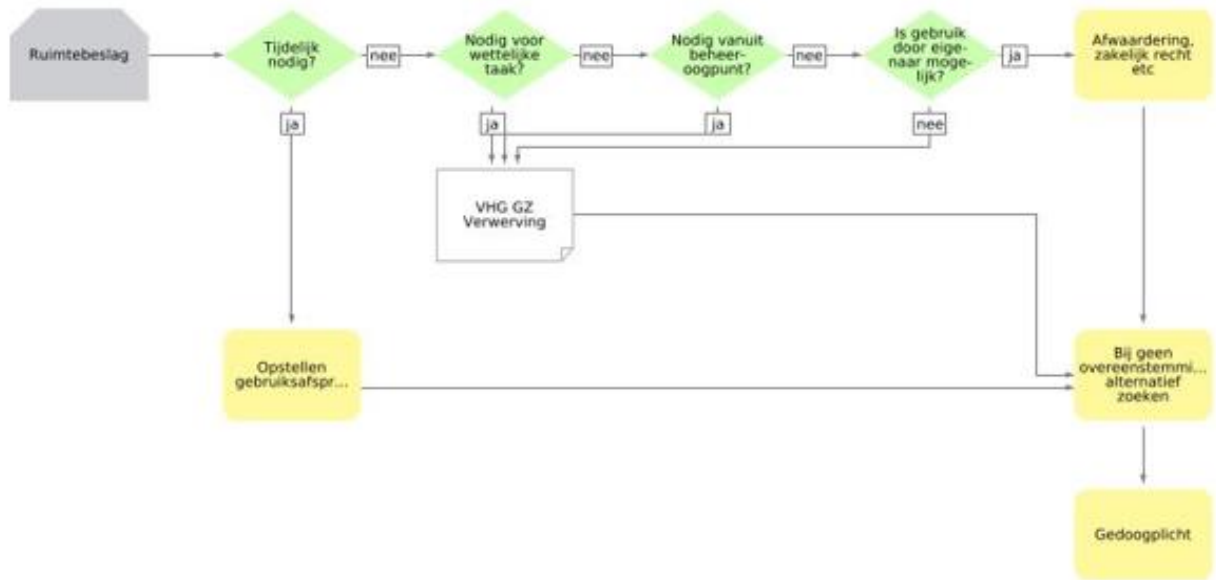 Ruimtebeslag
Tijdelijk
nodig?
nee
Nodig voor
wettelijke
taak?
nee
Nodig vanuit
beheer-
oogpunt?
nee
Is gebruik
door eige-
naar moge-
lijk?
ja
Afwaardering,
zakelijk recht
etc
ja
ja
ja
nee
VHG GZ
Verwerving
Opstellen
gebruiksafspr...
Bij geen
overeenstemmi...
alternatief
zoeken
Gedoogplicht